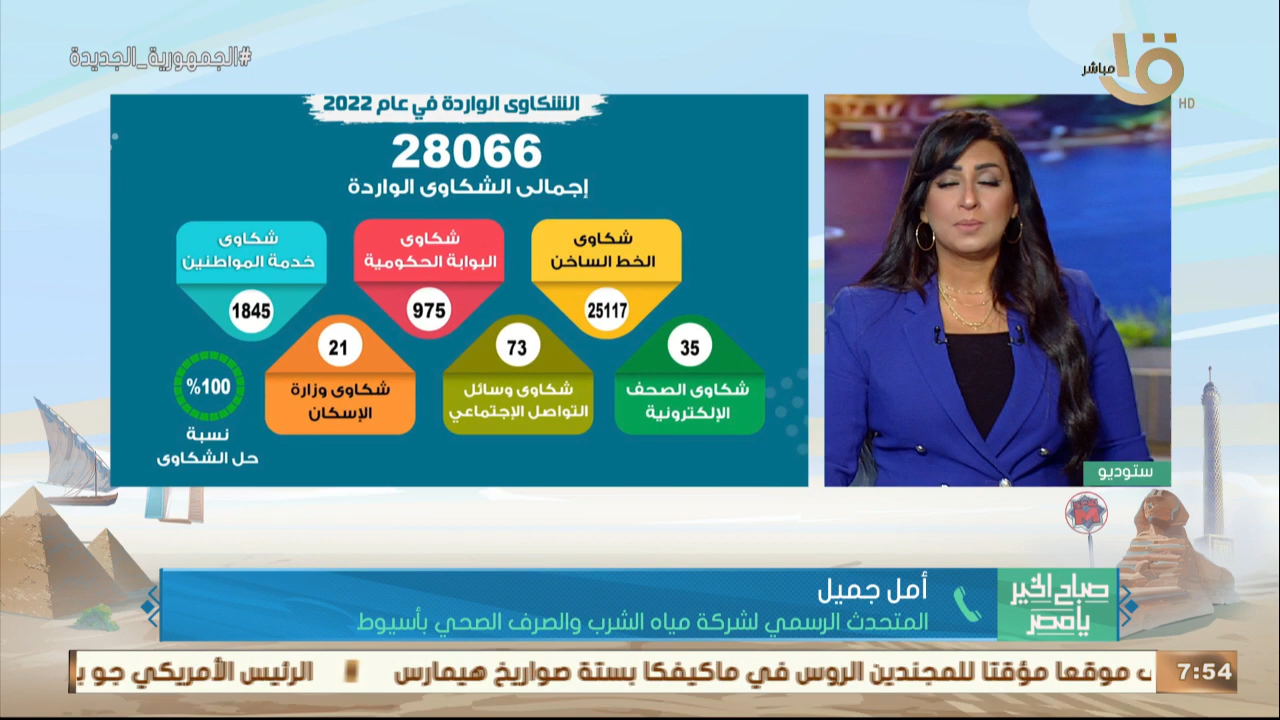 #الجمهورية_الجديدة
مباشر
HD
الشكاوى الواردة في عام 2022
28066
إجمالى الشكاوى الواردة
شكاوى
الخط الساخن
25117
شكاوى
البوابة الحكومية
975
شكاوى
خدمة المواطنين
1845
35
شكاوى الصحف
الإلكترونية
73
شكاوى وسائل
التواصل الإجتماعي
21
شكاوى وزارة
الإسكان
%100
نسبة
حل الشكاوى
ستوديو
صباح الخير
يا مصر
أمل جميل
المتحدث الرسمي لشركة مياه الشرب والصرف الصحي بأسيوط
7:54
ـف موقعا مؤقتا للمجندين الروس في ماكيفكا بستة صواريخ هيمارس
الرئيس الأمريكي جو بـ